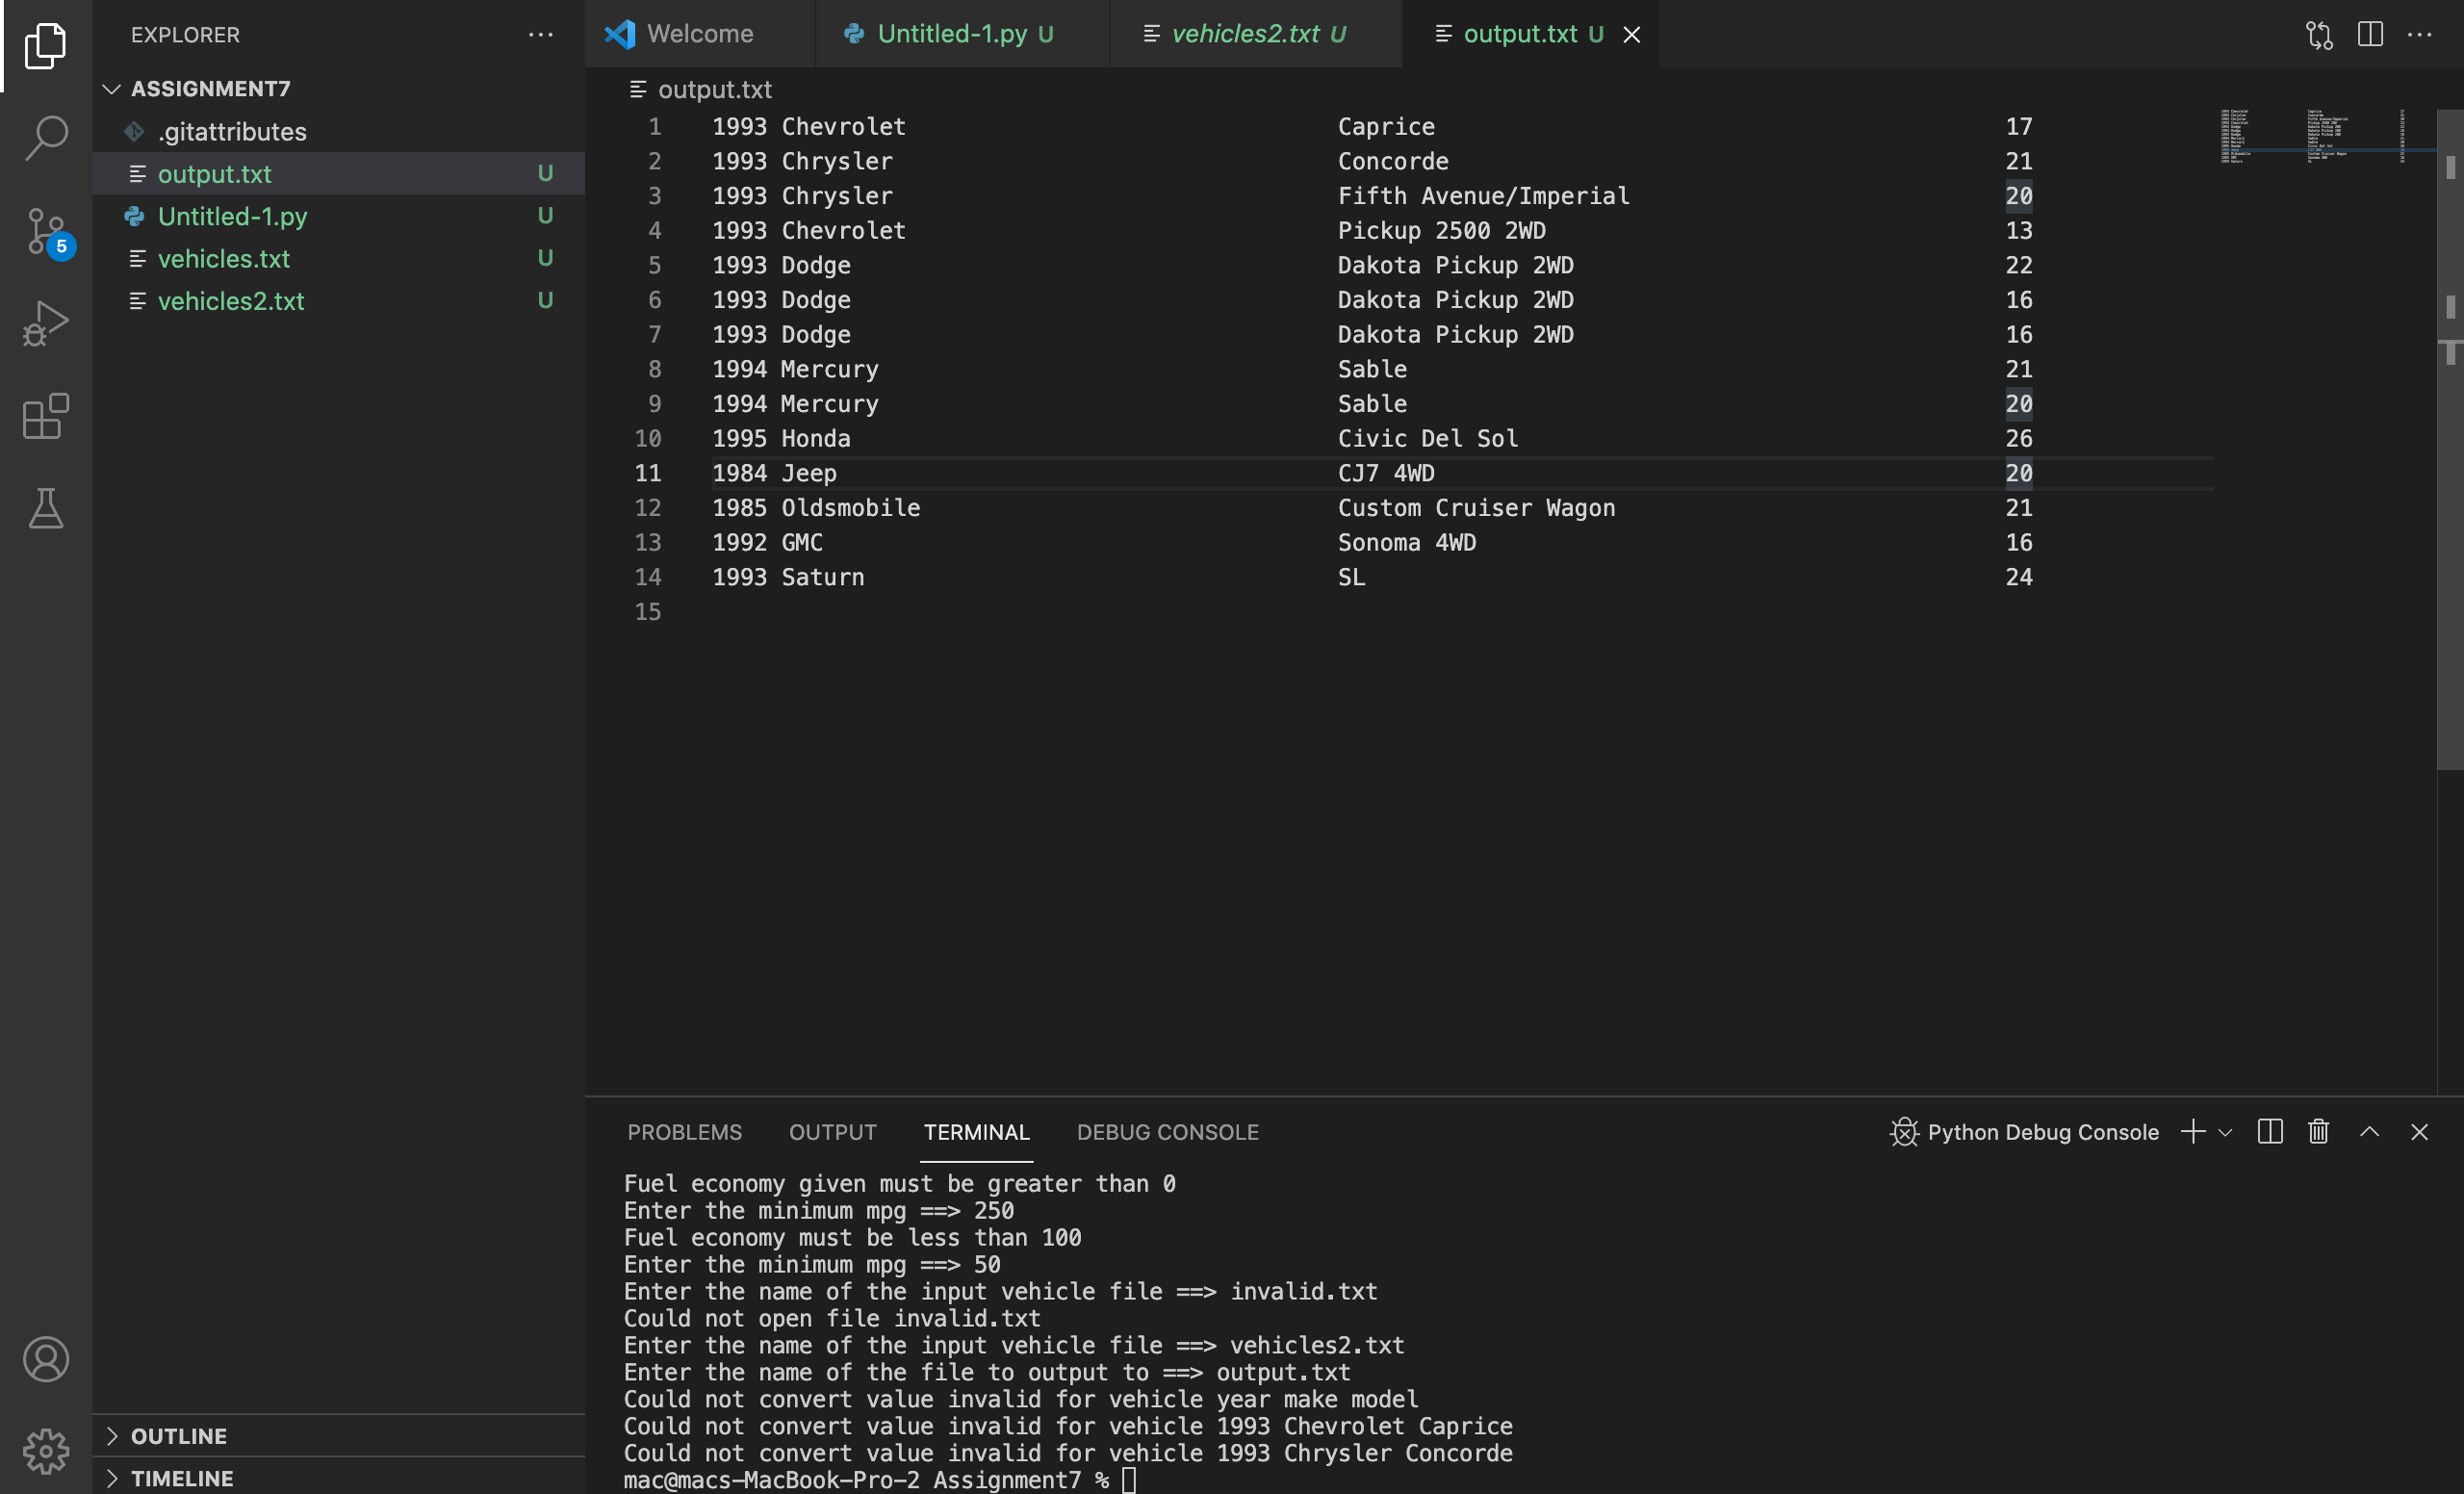 EXPLORER
ASSIGNMENT7
.gitattributes
output.txt U
Untitled-1.py U
vehicles.txt U
vehicles2.txt U
5
OUTLINE
TIMELINE
Welcome Untitled-1.py U vehicles2.txt U output.txt U
output.txt
1 1993 Chevrolet Caprice 17
2 1993 Chrysler Concorde 21
3 1993 Chrysler Fifth Avenue/Imperial 20
4 1993 Chevrolet Pickup 2500 2WD 13
5 1993 Dodge Dakota Pickup 2WD 22
6 1993 Dodge Dakota Pickup 2WD 16
7 1993 Dodge Dakota Pickup 2WD 16
8 1994 Mercury Sable 21
9 1994 Mercury Sable 20
10 1995 Honda Civic Del Sol 26
11 1984 Jeep CJ7 4WD 20
12 1985 Oldsmobile Custom Cruiser Wagon 21
13 1992 GMC Sonoma 4WD 16
14 1993 Saturn SL 24
15
PROBLEMS OUTPUT TERMINAL DEBUG CONSOLE Python Debug Console
Fuel economy given must be greater than 0
Enter the minimum mpg ==> 250
Fuel economy must be less than 100
Enter the minimum mpg ==> 50
Enter the name of the input vehicle file ==> invalid.txt
Could not open file invalid.txt
Enter the name of the input vehicle file ==> vehicles2.txt
Enter the name of the file to output to ==> output.txt
Could not convert value invalid for vehicle year make model
Could not convert value invalid for vehicle 1993 Chevrolet Caprice
Could not convert value invalid for vehicle 1993 Chrysler Concorde
mac@macs-MacBook-Pro-2 Assignment7 %